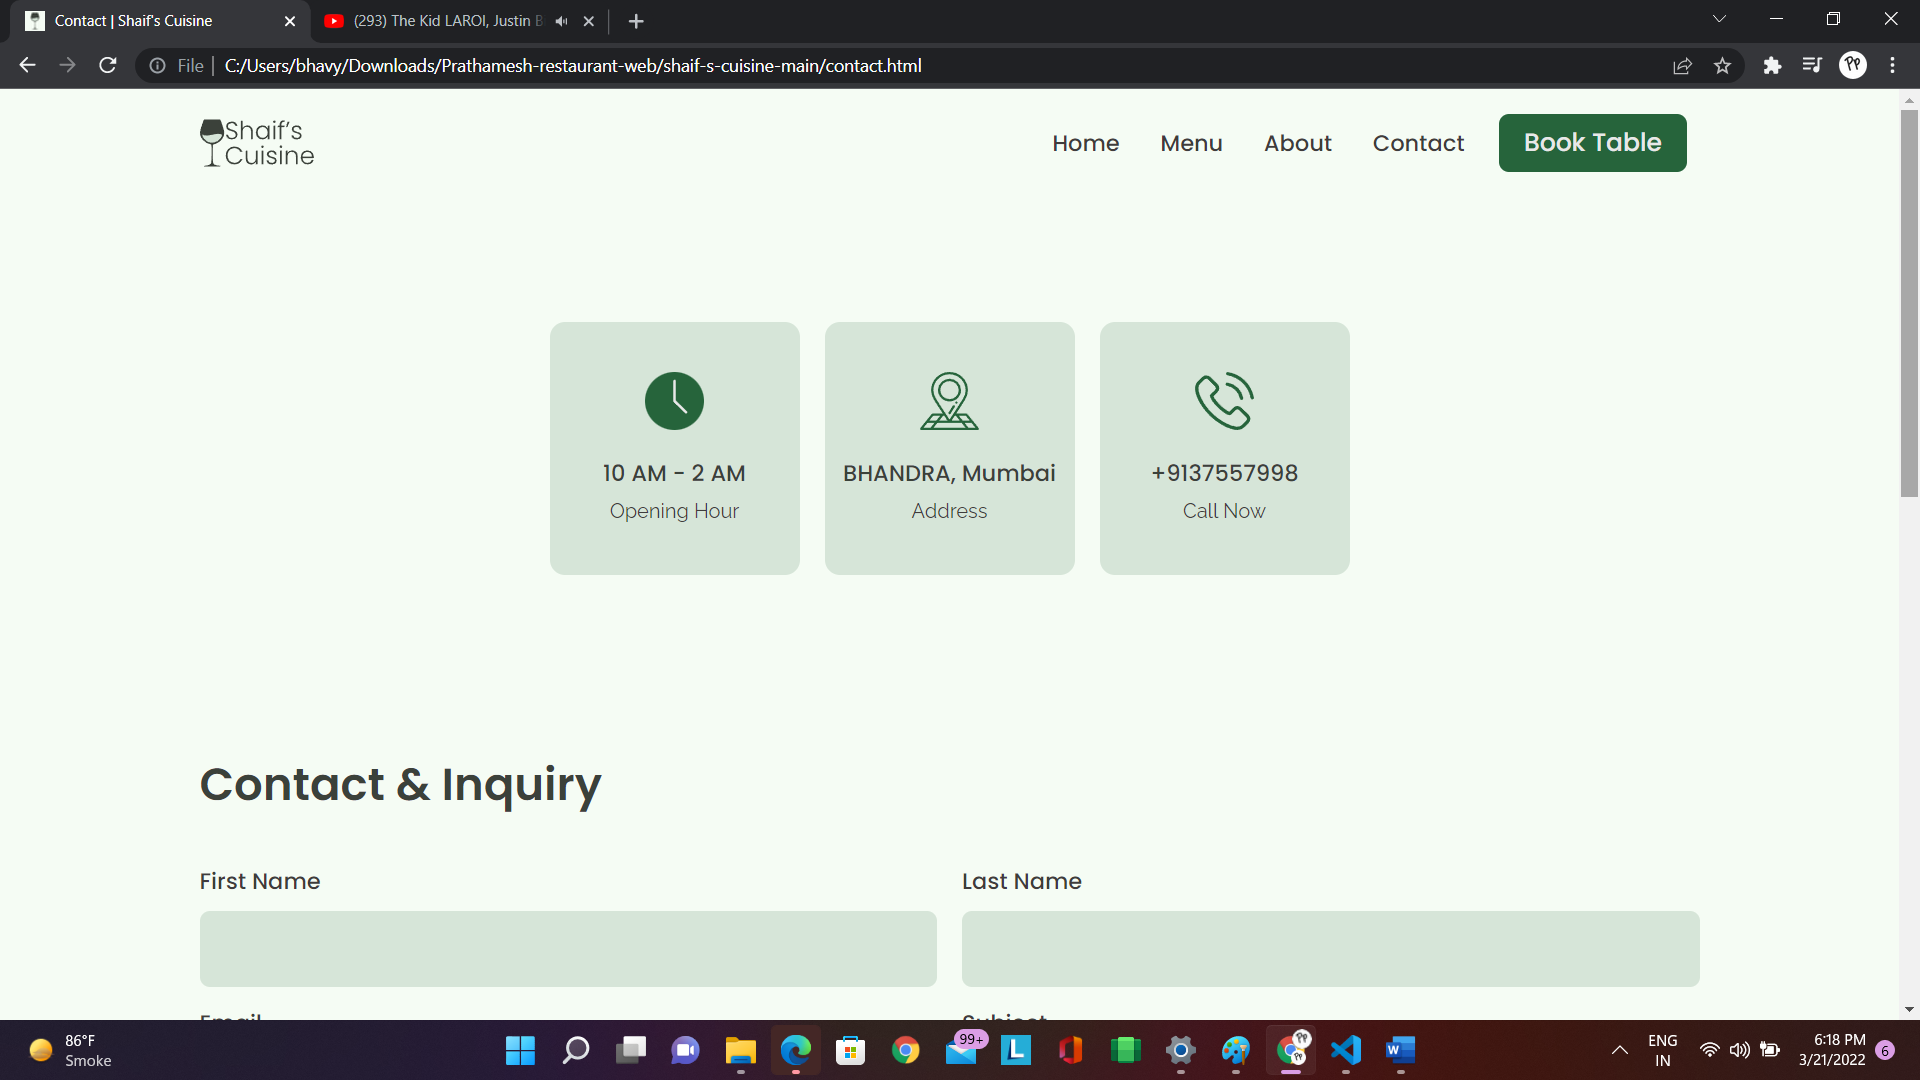 Contact | Shaif's Cuisine
(293) The Kid LAROI, Justin B
File
C:/Users/bhavy/Downloads/Prathamesh-restaurant-web/shaif-s-cuisine-main/contact.html
Shaif's
Cuisine
Home
Menu
About
Contact
Book Table
10 AM - 2 AM
Opening Hour
BHANDRA, Mumbai
Address
+9137557998
Call Now
Contact & Inquiry
First Name
Last Name
Email
Subject
86°F
Smoke
99+
L
W
ENG
IN
6:18 PM
3/21/2022
6